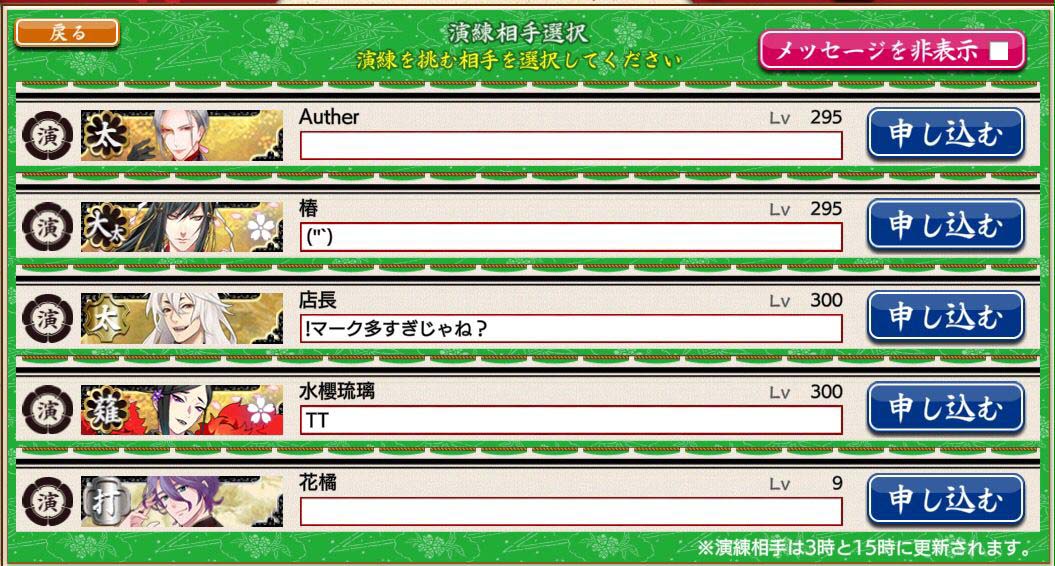 戻る
演練相手選択
演練を挑む相手を選択してください
メッセージを非表示
演 太 Auther Lv 295 申し込む
演 大太 椿 Lv 295 申し込む
("`)
演 太 店長 Lv 300 申し込む
!マーク多すぎじゃね？
演 薙 水櫻琉璃 Lv 300 申し込む
TT
演 打 花橘 Lv 9 申し込む
※演練相手は3時と15時に更新されます。